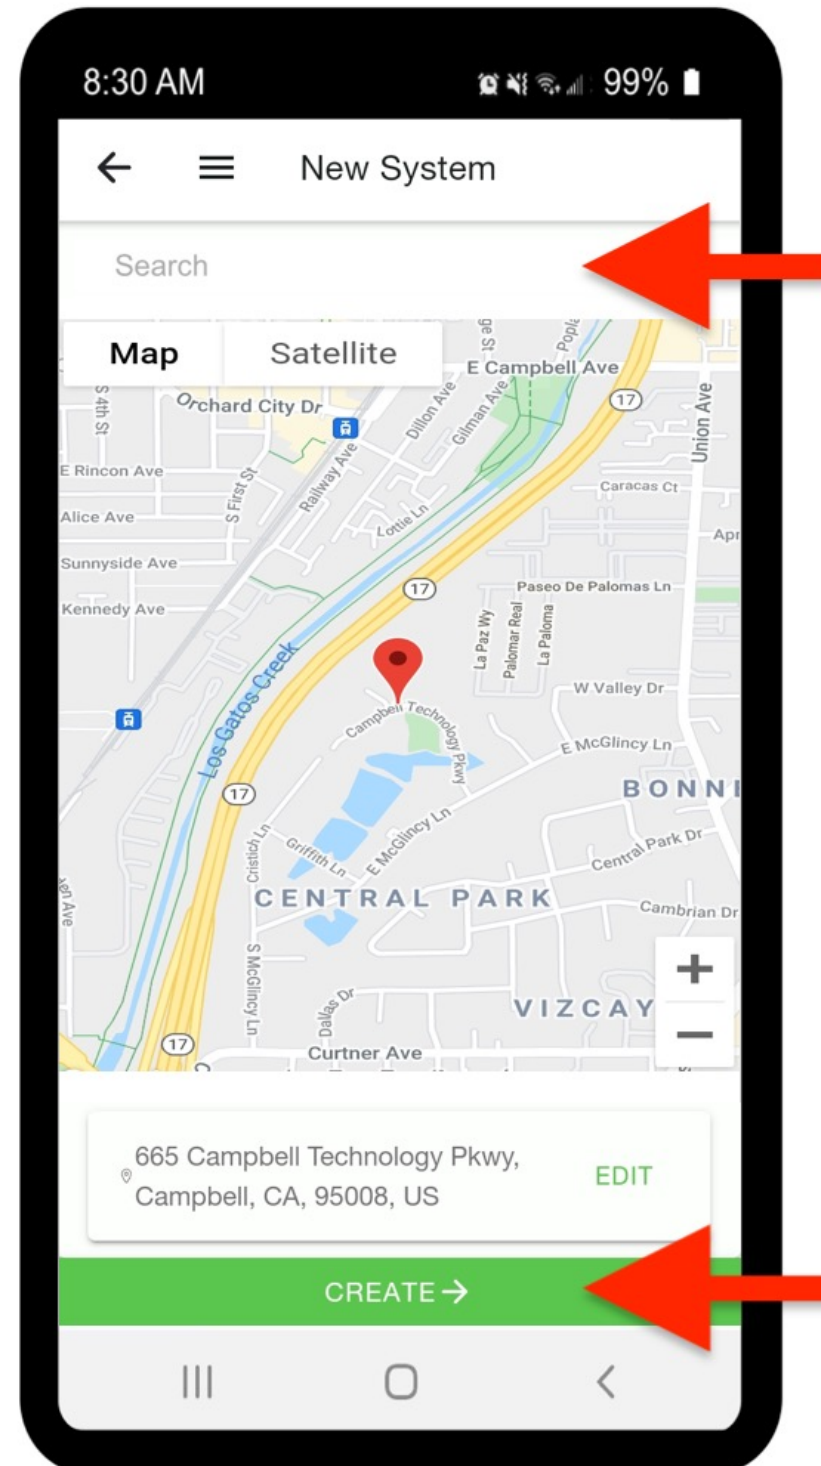 8:30 AM 99%
New System
Search
Map Satellite
E Campbell Ave
Orchard City Dr
S 4th St
Dillon Ave
Gilman Ave
17
Union Ave
E Rincon Ave
S First St
Railway Ave
Caracas Ct
Alice Ave
Lottie Ln
Apr
Sunnyside Ave
17
Paseo De Palomas Ln
Kennedy Ave
La Paz Wy
Palomar Real
La Paloma
Los Gatos Creek
W Valley Dr
Campbell Technology Pkwy
E McGlincy Ln
17
BONNI
Cristich Ln
Griffith Ln
E McGlincy Ln
Central Park Dr
CENTRAL PARK
Cambrian Dr
S McGlincy Ln
Dallas Dr
VIZCAY
17
Curtner Ave
665 Campbell Technology Pkwy,
Campbell, CA, 95008, US
EDIT
CREATE